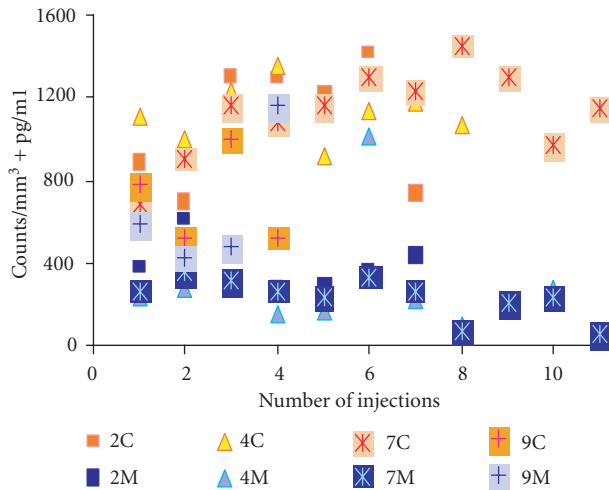 1600
1200
800
400
0
Counts/mm³ + pg/m1
0 2 4 6 8 10
Number of injections
2C 4C 7C 9C
2M 4M 7M 9M